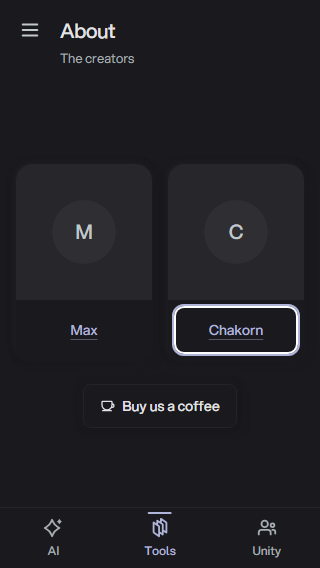 About
The creators
M
C
Max
Chakorn
Buy us a coffee
AI
Tools
Unity